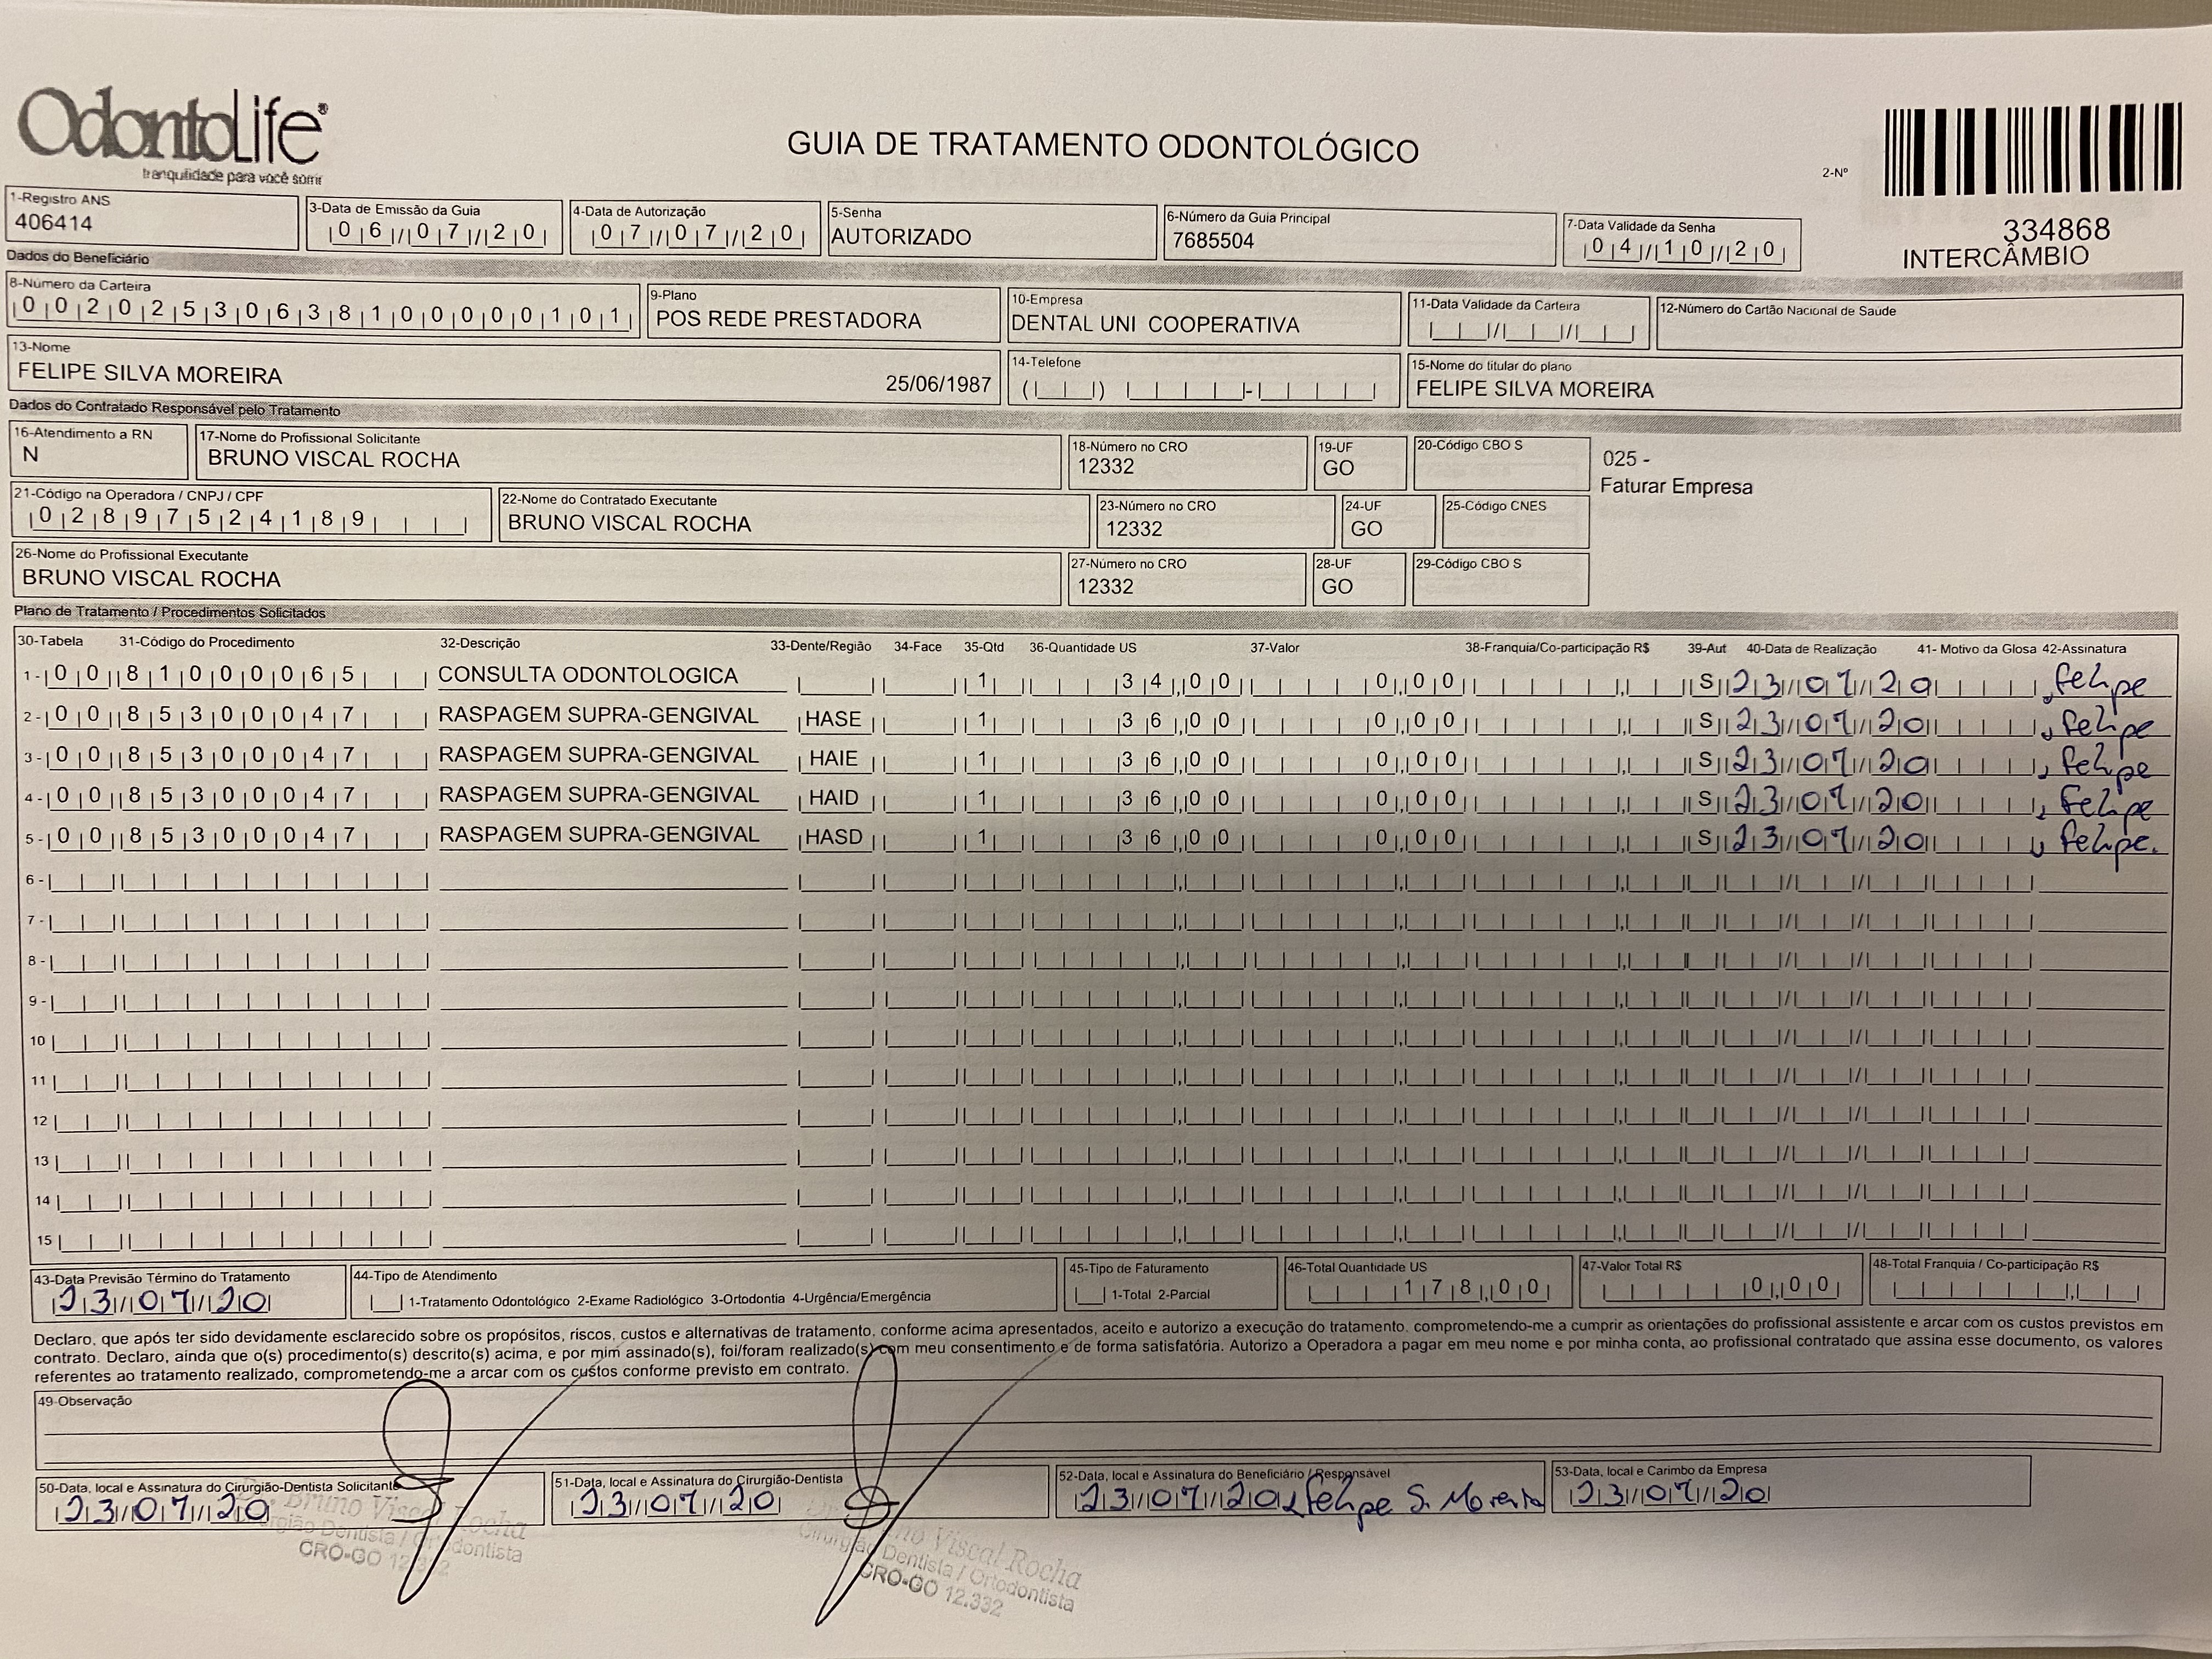 OdontoLife®
tranquilidade para você sorrir
GUIA DE TRATAMENTO ODONTOLÓGICO
2-Nº
334868
INTERCÂMBIO
1-Registro ANS
406414
3-Data de Emissão da Guia
06/07/20
4-Data de Autorização
07/07/20
5-Senha
AUTORIZADO
6-Número da Guia Principal
7685504
7-Data Validade da Senha
04/10/20
Dados do Beneficiário
8-Número da Carteira
00202530638100000101
9-Plano
POS REDE PRESTADORA
10-Empresa
DENTAL UNI COOPERATIVA
11-Data Validade da Carteira
12-Número do Cartão Nacional de Saúde
13-Nome
FELIPE SILVA MOREIRA 25/06/1987
14-Telefone
15-Nome do titular do plano
FELIPE SILVA MOREIRA
Dados do Contratado Responsável pelo Tratamento
16-Atendimento a RN
N
17-Nome do Profissional Solicitante
BRUNO VISCAL ROCHA
18-Número no CRO
12332
19-UF
GO
20-Código CBO S
025 -
Faturar Empresa
21-Código na Operadora / CNPJ / CPF
02897524189
22-Nome do Contratado Executante
BRUNO VISCAL ROCHA
23-Número no CRO
12332
24-UF
GO
25-Código CNES
26-Nome do Profissional Executante
BRUNO VISCAL ROCHA
27-Número no CRO
12332
28-UF
GO
29-Código CBO S
Plano de Tratamento / Procedimentos Solicitados
30-Tabela 31-Código do Procedimento 32-Descrição 33-Dente/Região 34-Face 35-Qtd 36-Quantidade US 37-Valor 38-Franquia/Co-participação R$ 39-Aut 40-Data de Realização 41- Motivo da Glosa 42-Assinatura
1- 00 81000065 CONSULTA ODONTOLOGICA 1 34,00 0,00 S 23/07/20 Felipe
2- 00 85300047 RASPAGEM SUPRA-GENGIVAL HASE 1 36,00 0,00 S 23/07/20 Felipe
3- 00 85300047 RASPAGEM SUPRA-GENGIVAL HAIE 1 36,00 0,00 S 23/07/20 Felipe
4- 00 85300047 RASPAGEM SUPRA-GENGIVAL HAID 1 36,00 0,00 S 23/07/20 Felipe
5- 00 85300047 RASPAGEM SUPRA-GENGIVAL HASD 1 36,00 0,00 S 23/07/20 Felipe.
6-
7-
8-
9-
10
11
12
13
14
15
43-Data Previsão Término do Tratamento
23/07/20
44-Tipo de Atendimento
1-Tratamento Odontológico 2-Exame Radiológico 3-Ortodontia 4-Urgência/Emergência
45-Tipo de Faturamento
1-Total 2-Parcial
46-Total Quantidade US
178,00
47-Valor Total R$
0,00
48-Total Franquia / Co-participação R$
Declaro, que após ter sido devidamente esclarecido sobre os propósitos, riscos, custos e alternativas de tratamento, conforme acima apresentados, aceito e autorizo a execução do tratamento, comprometendo-me a cumprir as orientações do profissional assistente e arcar com os custos previstos em
contrato. Declaro, ainda que o(s) procedimento(s) descrito(s) acima, e por mim assinado(s), foi/foram realizado(s) com meu consentimento e de forma satisfatória. Autorizo a Operadora a pagar em meu nome e por minha conta, ao profissional contratado que assina esse documento, os valores
referentes ao tratamento realizado, comprometendo-me a arcar com os custos conforme previsto em contrato.
49-Observação
50-Data, local e Assinatura do Cirurgião-Dentista Solicitante
23/07/20
51-Data, local e Assinatura do Cirurgião-Dentista
23/07/20
52-Data, local e Assinatura do Beneficiário / Responsável
23/07/20 Felipe S. Moreira
53-Data, local e Carimbo da Empresa
23/07/20
Bruno Viscal Rocha
Cirurgião Dentista / Ortodontista
CRO-GO 12.332
Bruno Viscal Rocha
Cirurgião Dentista / Ortodontista
CRO-GO 12.332